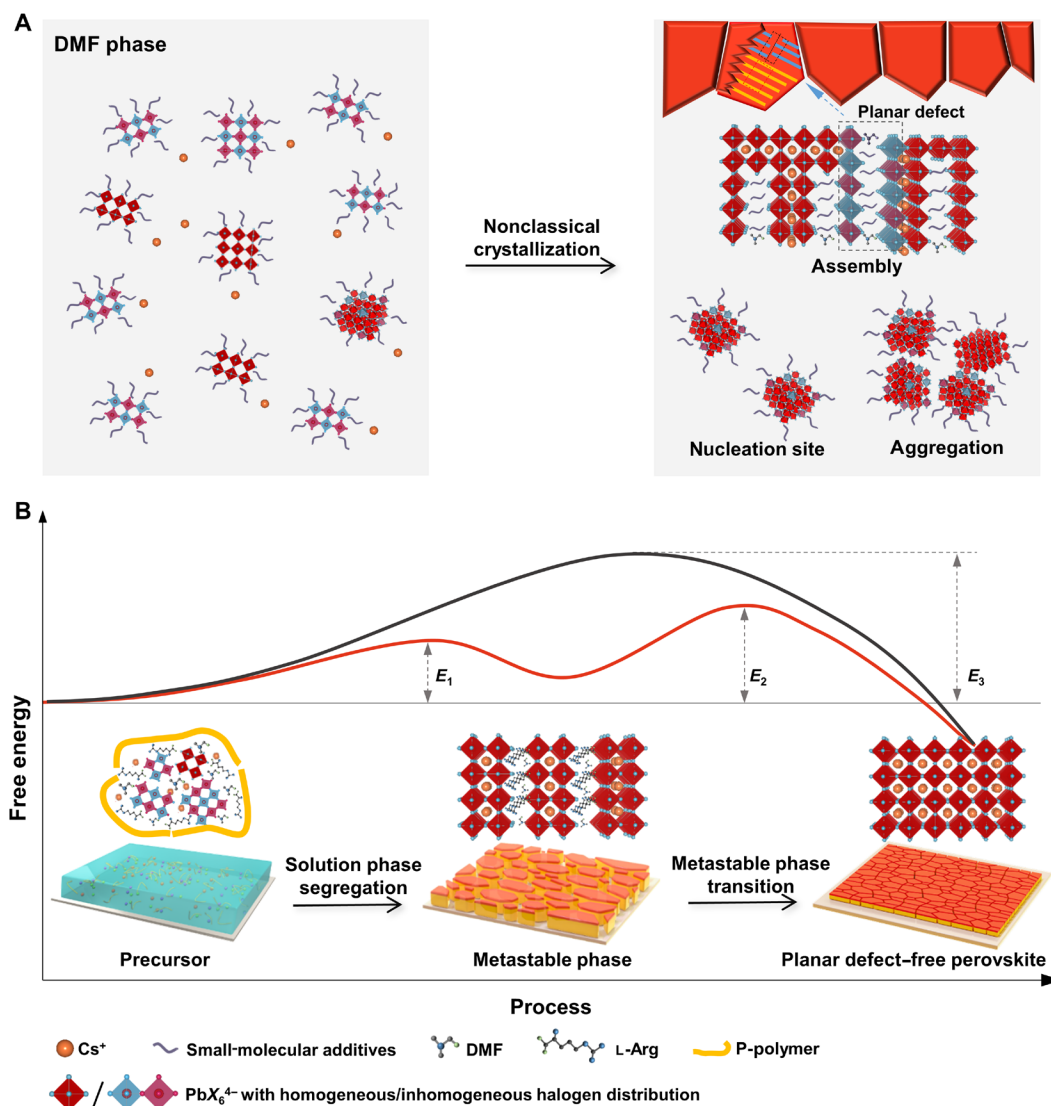 A
DMF phase
Nonclassical
crystallization
Planar defect
Assembly
Nucleation site
Aggregation
B
Free energy
E1
E2
E3
Solution phase
segregation
Metastable phase
transition
Precursor
Metastable phase
Planar defect–free perovskite
Process
Cs⁺
Small-molecular additives
DMF
L-Arg
P-polymer
/
PbX₆⁴⁻ with homogeneous/inhomogeneous halogen distribution